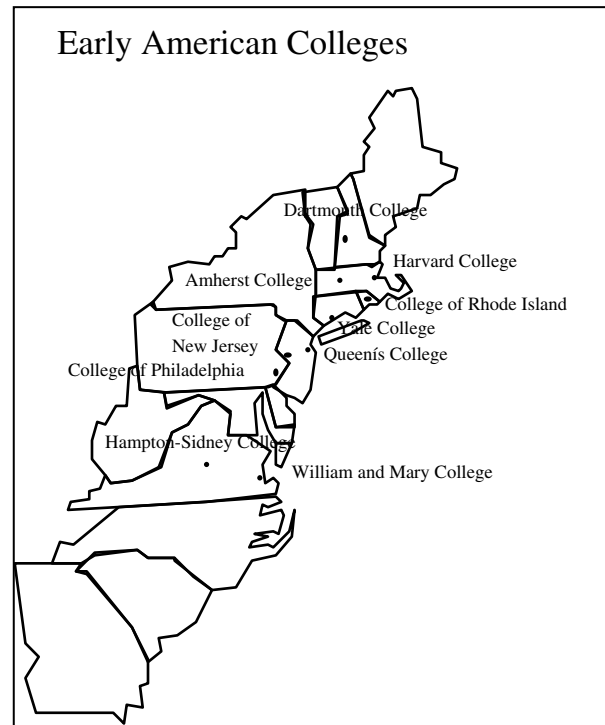 Early American Colleges
Dartmouth College
Harvard College
Amherst College
College of Rhode Island
College of
New Jersey
Yale College
Queenís College
College of Philadelphia
Hampton-Sidney College
William and Mary College